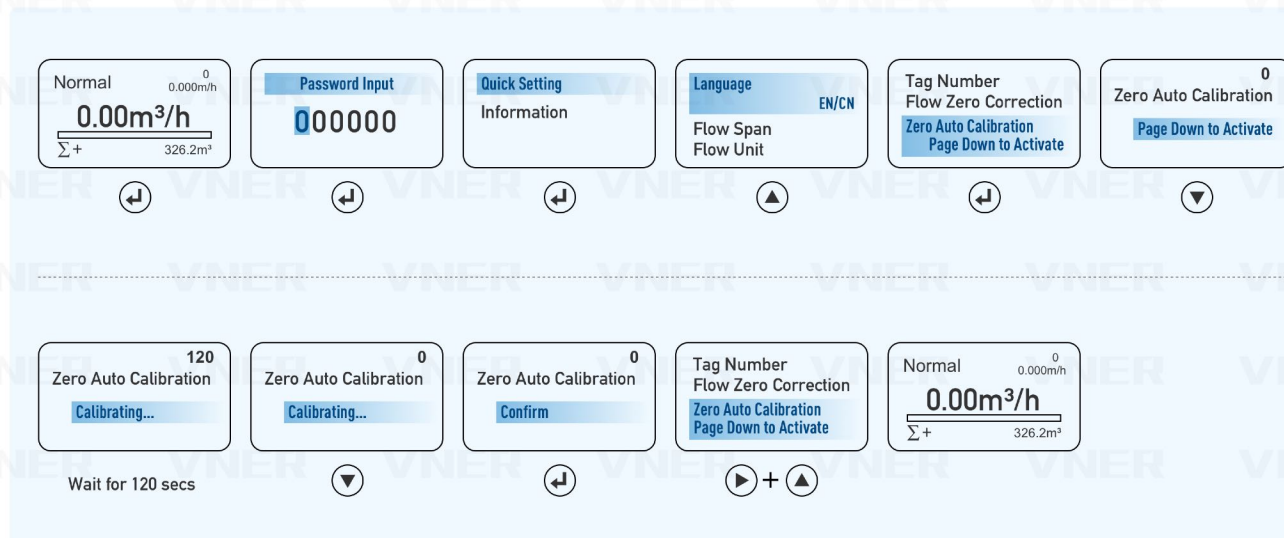 Normal
0
0.000m/h
0.00m³/h
∑+
326.2m³
Password Input
000000
Quick Setting
Information
Language
EN/CN
Flow Span
Flow Unit
Tag Number
Flow Zero Correction
Zero Auto Calibration
Page Down to Activate
0
Zero Auto Calibration
Page Down to Activate
120
Zero Auto Calibration
Calibrating...
Wait for 120 secs
0
Zero Auto Calibration
Calibrating...
0
Zero Auto Calibration
Confirm
Tag Number
Flow Zero Correction
Zero Auto Calibration
Page Down to Activate
+
Normal
0
0.000m/h
0.00m³/h
∑+
326.2m³
VNER